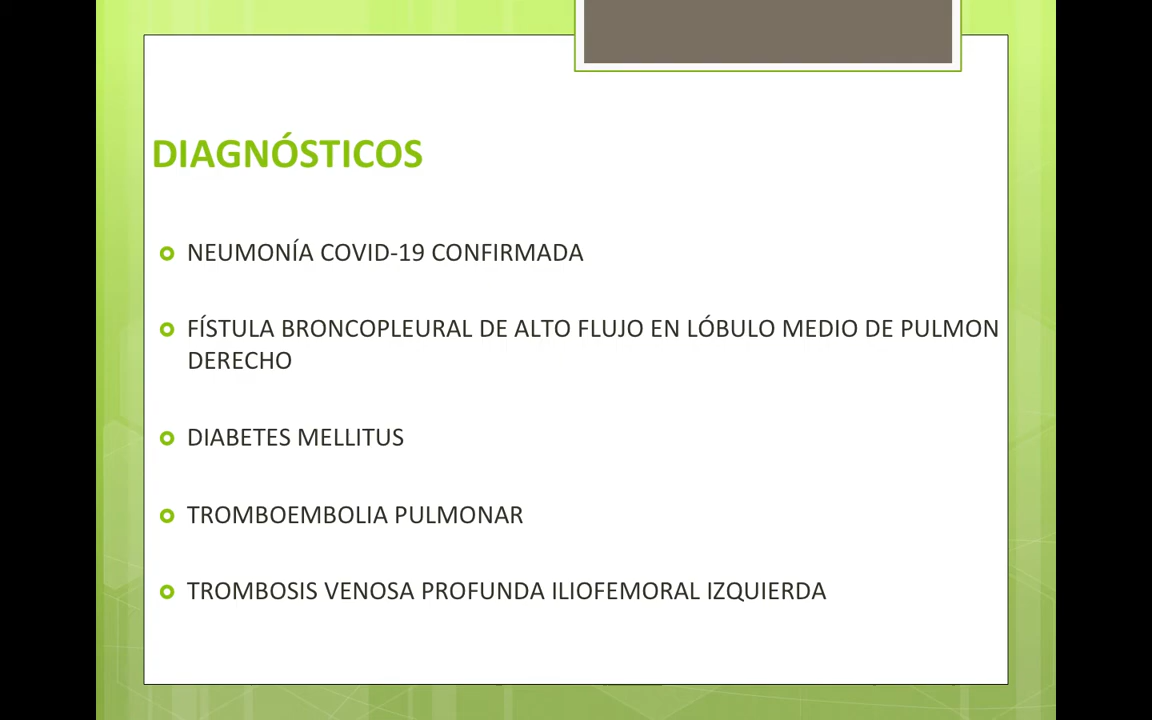 DIAGNÓSTICOS
NEUMONÍA COVID-19 CONFIRMADA
FÍSTULA BRONCOPLEURAL DE ALTO FLUJO EN LÓBULO MEDIO DE PULMON
DERECHO
DIABETES MELLITUS
TROMBOEMBOLIA PULMONAR
TROMBOSIS VENOSA PROFUNDA ILIOFEMORAL IZQUIERDA